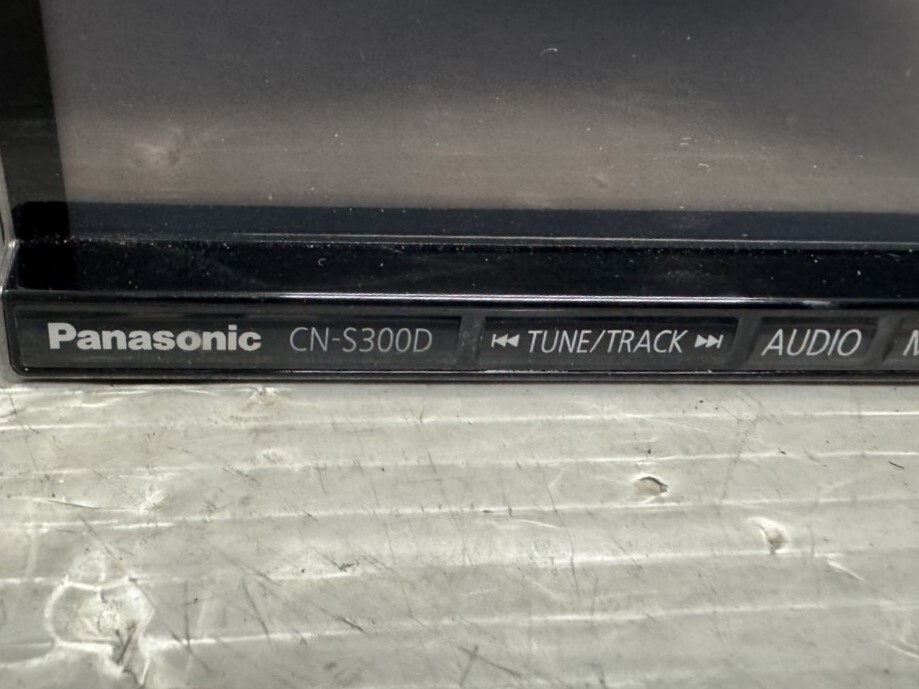 Panasonic CN-S300D ⏮ TUNE/TRACK ⏭ AUDIO